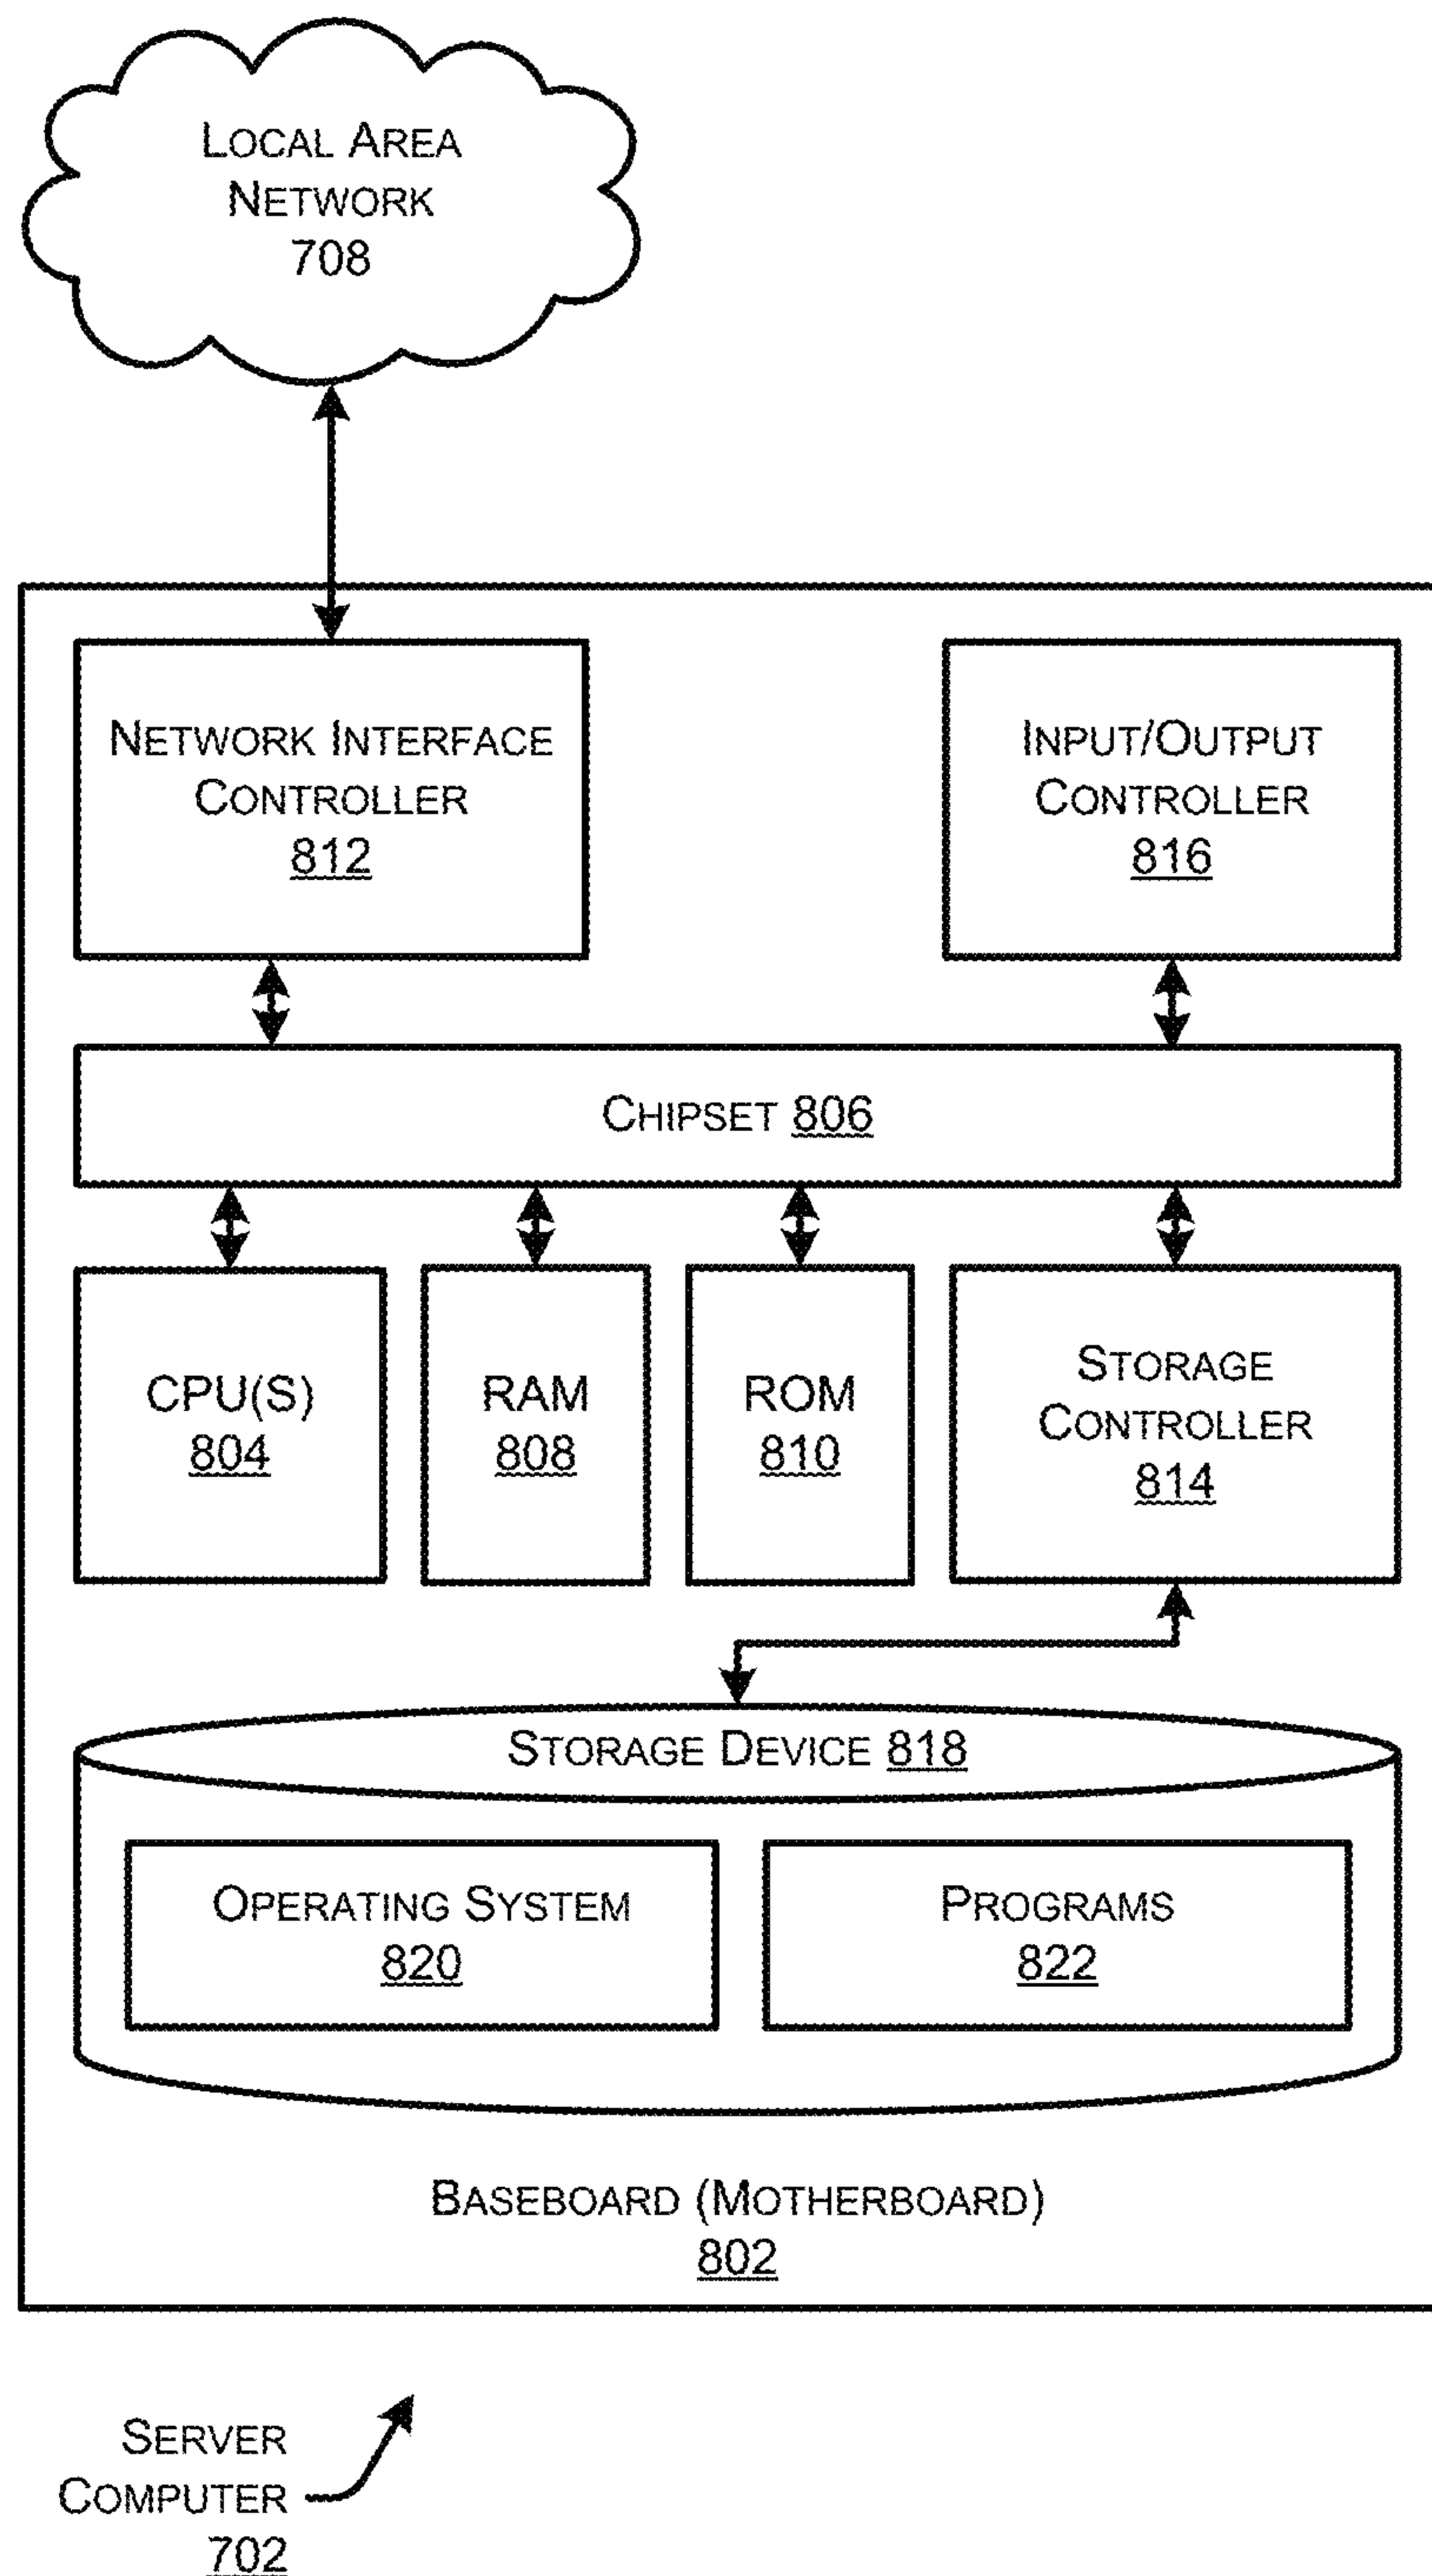 LOCAL AREA
NETWORK
708
NETWORK INTERFACE
CONTROLLER
812
INPUT/OUTPUT
CONTROLLER
816
CHIPSET 806
CPU(S)
804
RAM
808
ROM
810
STORAGE
CONTROLLER
814
STORAGE DEVICE 818
OPERATING SYSTEM
820
PROGRAMS
822
BASEBOARD (MOTHERBOARD)
802
SERVER
COMPUTER
702